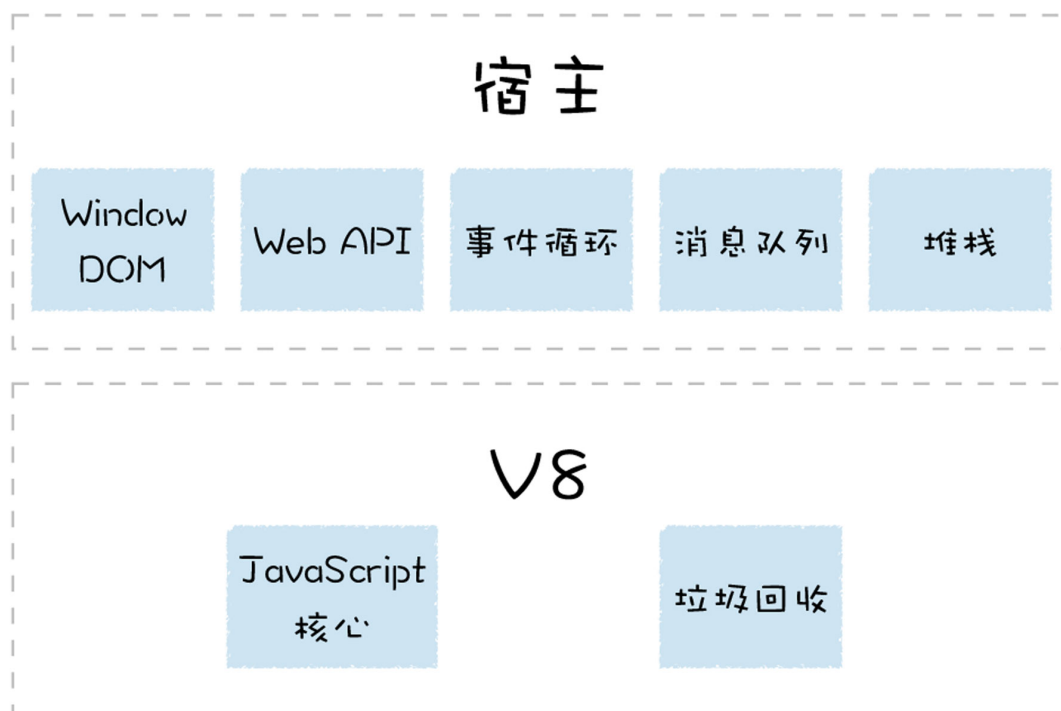 宿主
Window
DOM
Web API
事件循环
消息队列
堆栈
V8
JavaScript
核心
垃圾回收